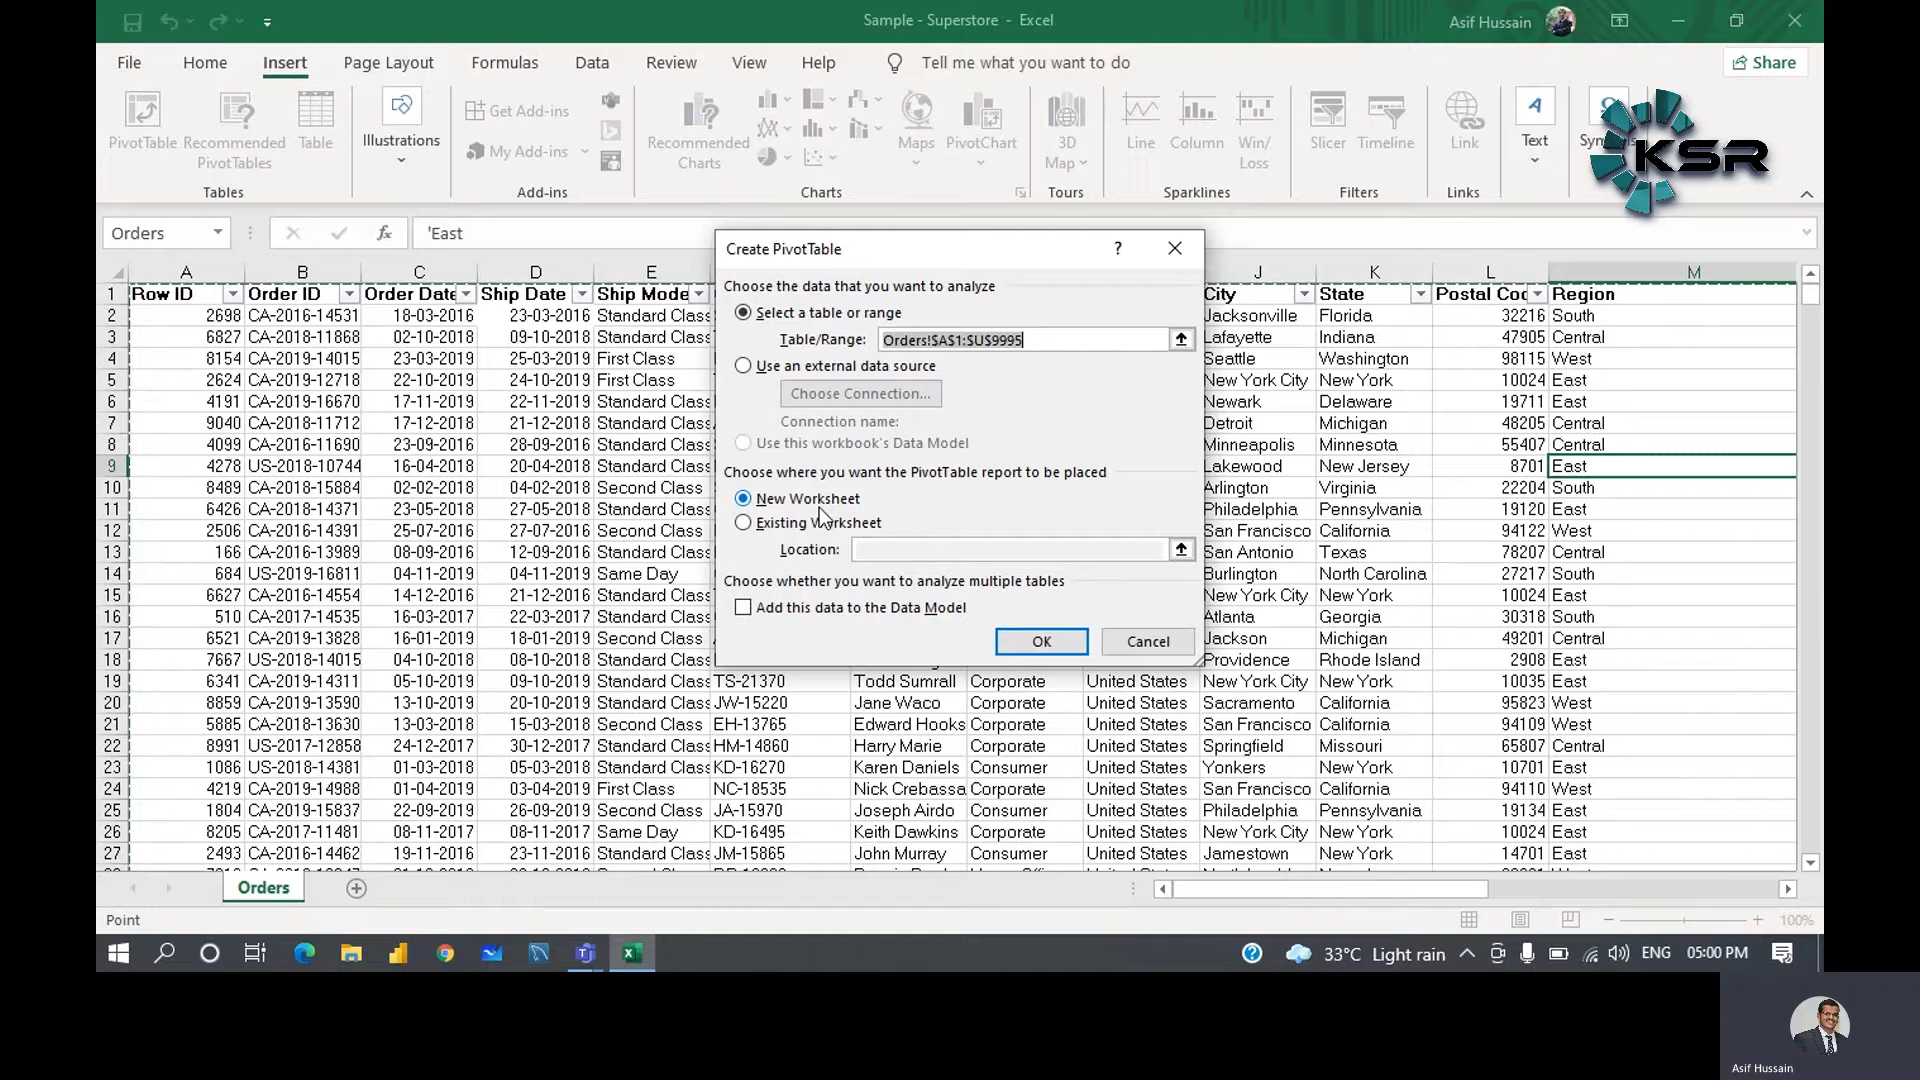 Sample - Superstore - Excel
Asif Hussain
File Home Insert Page Layout Formulas Data Review View Help Tell me what you want to do Share
PivotTable Recommended PivotTables Table
Tables
Illustrations
Get Add-ins
My Add-ins
Add-ins
Recommended Charts
Maps PivotChart
Charts
3D Map
Tours
Line Column Win/Loss
Sparklines
Slicer Timeline
Filters
Link
Links
Text
KSR
Orders fx 'East
Create PivotTable ?
Choose the data that you want to analyze
Select a table or range
Table/Range: Orders!$A$1:$U$9995
Use an external data source
Choose Connection...
Connection name:
Use this workbook's Data Model
Choose where you want the PivotTable report to be placed
New Worksheet
Existing Worksheet
Location:
Choose whether you want to analyze multiple tables
Add this data to the Data Model
OK Cancel
A B C D E J K L M
1 Row ID Order ID Order Date Ship Date Ship Mode City State Postal Coc Region
2 2698 CA-2016-14531 18-03-2016 23-03-2016 Standard Class Jacksonville Florida 32216 South
3 6827 CA-2018-11868 02-10-2018 08-10-2018 Standard Class Lafayette Indiana 47905 Central
4 8154 CA-2019-14015 23-03-2019 25-03-2019 First Class Seattle Washington 98115 West
5 2624 CA-2019-12718 22-10-2019 24-10-2019 First Class New York City New York 10024 East
6 4191 CA-2019-16670 17-11-2019 22-11-2019 Standard Class Newark Delaware 19711 East
7 9040 CA-2018-11712 17-12-2018 21-12-2018 Standard Class Detroit Michigan 48205 Central
8 4099 CA-2016-11690 23-09-2016 28-09-2016 Standard Class Minneapolis Minnesota 55407 Central
9 4278 US-2018-10744 16-04-2018 20-04-2018 Standard Class Lakewood New Jersey 8701 East
10 8489 CA-2018-15884 02-02-2018 04-02-2018 Second Class Arlington Virginia 22204 South
11 6426 CA-2018-14371 23-05-2018 27-05-2018 Standard Class Philadelphia Pennsylvania 19120 East
12 2506 CA-2016-14391 25-07-2016 27-07-2016 Second Class San Francisco California 94122 West
13 166 CA-2016-13989 08-09-2016 12-09-2016 Standard Class San Antonio Texas 78207 Central
14 684 US-2019-16811 04-11-2019 04-11-2019 Same Day Burlington North Carolina 27217 South
15 6627 CA-2016-14554 14-12-2016 21-12-2016 Standard Class New York City New York 10024 East
16 510 CA-2017-14535 16-03-2017 22-03-2017 Standard Class Atlanta Georgia 30318 South
17 6521 CA-2019-13828 16-01-2019 18-01-2019 Second Class Jackson Michigan 49201 Central
18 7667 US-2018-14015 04-10-2018 08-10-2018 Standard Class Providence Rhode Island 2908 East
19 6341 CA-2019-14311 05-10-2019 09-10-2019 Standard Class TS-21370 Todd Sumrall Corporate United States New York City New York 10035 East
20 8859 CA-2019-13590 13-10-2019 20-10-2019 Standard Class JW-15220 Jane Waco Corporate United States Sacramento California 95823 West
21 5885 CA-2018-13630 13-03-2018 15-03-2018 Second Class EH-13765 Edward Hooks Corporate United States San Francisco California 94109 West
22 8991 US-2017-12858 24-12-2017 30-12-2017 Standard Class HM-14860 Harry Marie Corporate United States Springfield Missouri 65807 Central
23 1086 US-2018-14381 01-03-2018 05-03-2018 Standard Class KD-16270 Karen Daniels Consumer United States Yonkers New York 10701 East
24 4219 CA-2019-14988 01-04-2019 03-04-2019 First Class NC-18535 Nick Crebassa Consumer United States San Francisco California 94110 West
25 1804 CA-2019-15837 22-09-2019 26-09-2019 Second Class JA-15970 Joseph Airdo Consumer United States Philadelphia Pennsylvania 19134 East
26 8205 CA-2017-11481 08-11-2017 08-11-2017 Same Day KD-16495 Keith Dawkins Corporate United States New York City New York 10024 East
27 2493 CA-2016-14462 19-11-2016 23-11-2016 Standard Class JM-15865 John Murray Consumer United States Jamestown New York 14701 East
Orders
Point 100%
33°C Light rain ENG 05:00 PM
Asif Hussain